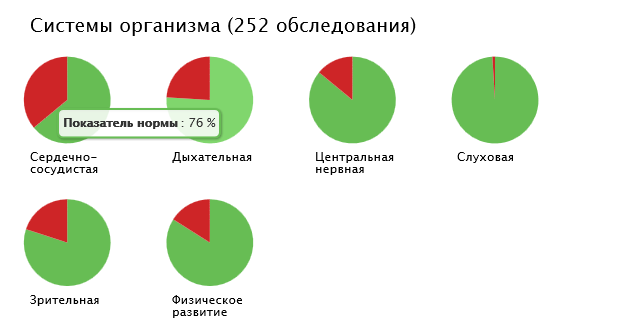 Системы организма (252 обследования)
Показатель нормы : 76 %
Сердечно-
сосудистая
Дыхательная
Центральная
нервная
Слуховая
Зрительная
Физическое
развитие